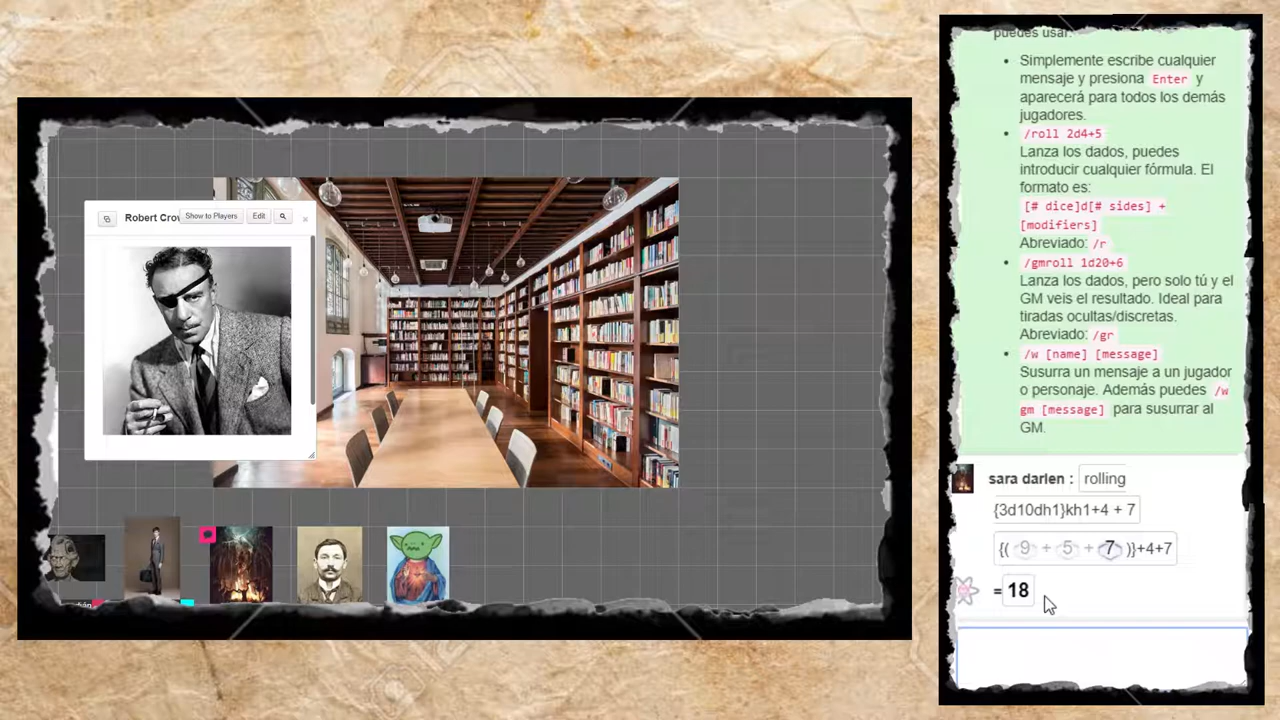 Robert Crow
Show to Players
Edit
puedes usar:
Simplemente escribe cualquier
mensaje y presiona Enter y
aparecerá para todos los demás
jugadores.
/roll 2d4+5
Lanza los dados, puedes
introducir cualquier fórmula. El
formato es:
[# dice]d[# sides] +
[modifiers]
Abreviado: /r
/gmroll 1d20+6
Lanza los dados, pero solo tú y el
GM veis el resultado. Ideal para
tiradas ocultas/discretas.
Abreviado: /gr
/w [name] [message]
Susurra un mensaje a un jugador
o personaje. Además puedes /w
gm [message] para susurrar al
GM.
sara darlen : rolling
{3d10dh1}kh1+4 + 7
{( 9 + 5 + 7 )}+4+7
=18